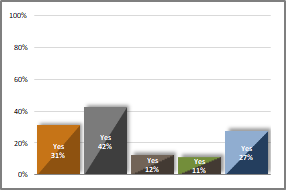 100%
80%
60%
40%
20%
0%
Yes
31%
Yes
42%
Yes
12%
Yes
11%
Yes
27%